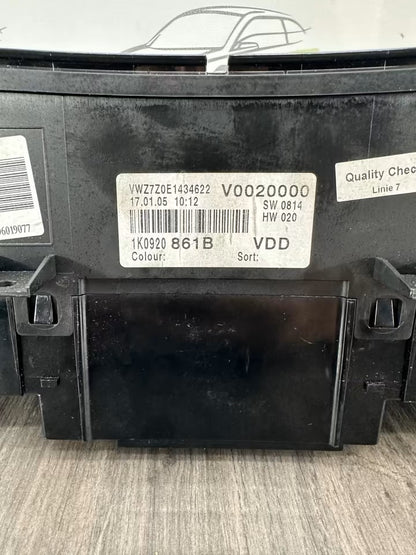 VWZ7Z0E1434622 V0020000
17.01.05 10:12 SW 0814
HW 020
1K0920 861B VDD
Colour: Sort:
Quality Chec
Linie 7
06019077